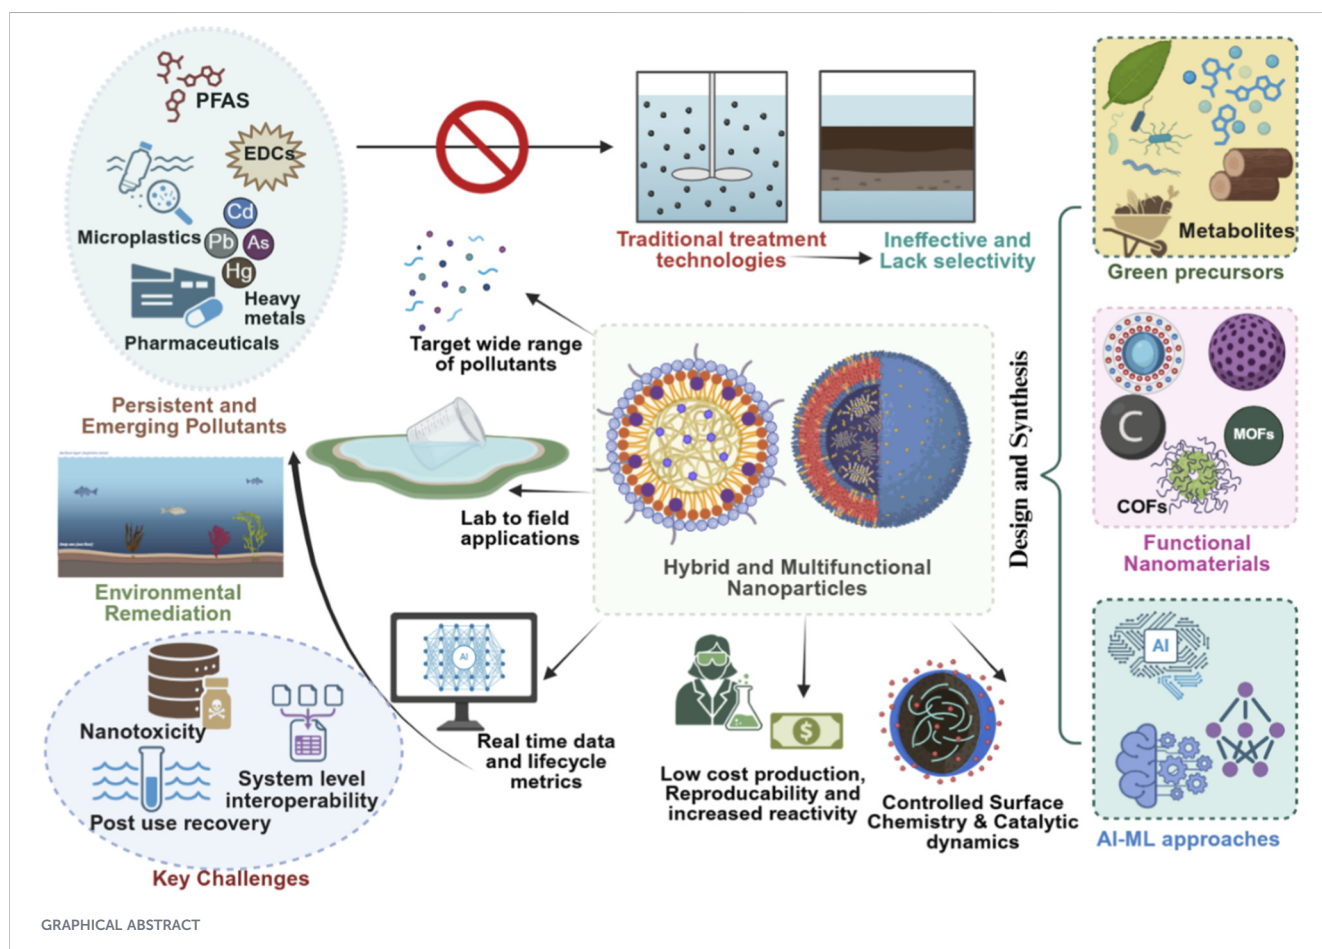 PFAS
EDCs
Microplastics
Cd
Pb
As
Hg
Heavy
metals
Pharmaceuticals
Persistent and
Emerging Pollutants
Environmental
Remediation
Nanotoxicity
System level
interoperability
Post use recovery
Key Challenges
Traditional treatment
technologies
Ineffective and
Lack selectivity
Target wide range
of pollutants
Lab to field
applications
Hybrid and Multifunctional
Nanoparticles
AI
Real time data
and lifecycle
metrics
$
Low cost production,
Reproducability and
increased reactivity
Controlled Surface
Chemistry & Catalytic
dynamics
Design and Synthesis
Metabolites
Green precursors
C
MOFs
COFs
Functional
Nanomaterials
AI
AI-ML approaches
GRAPHICAL ABSTRACT